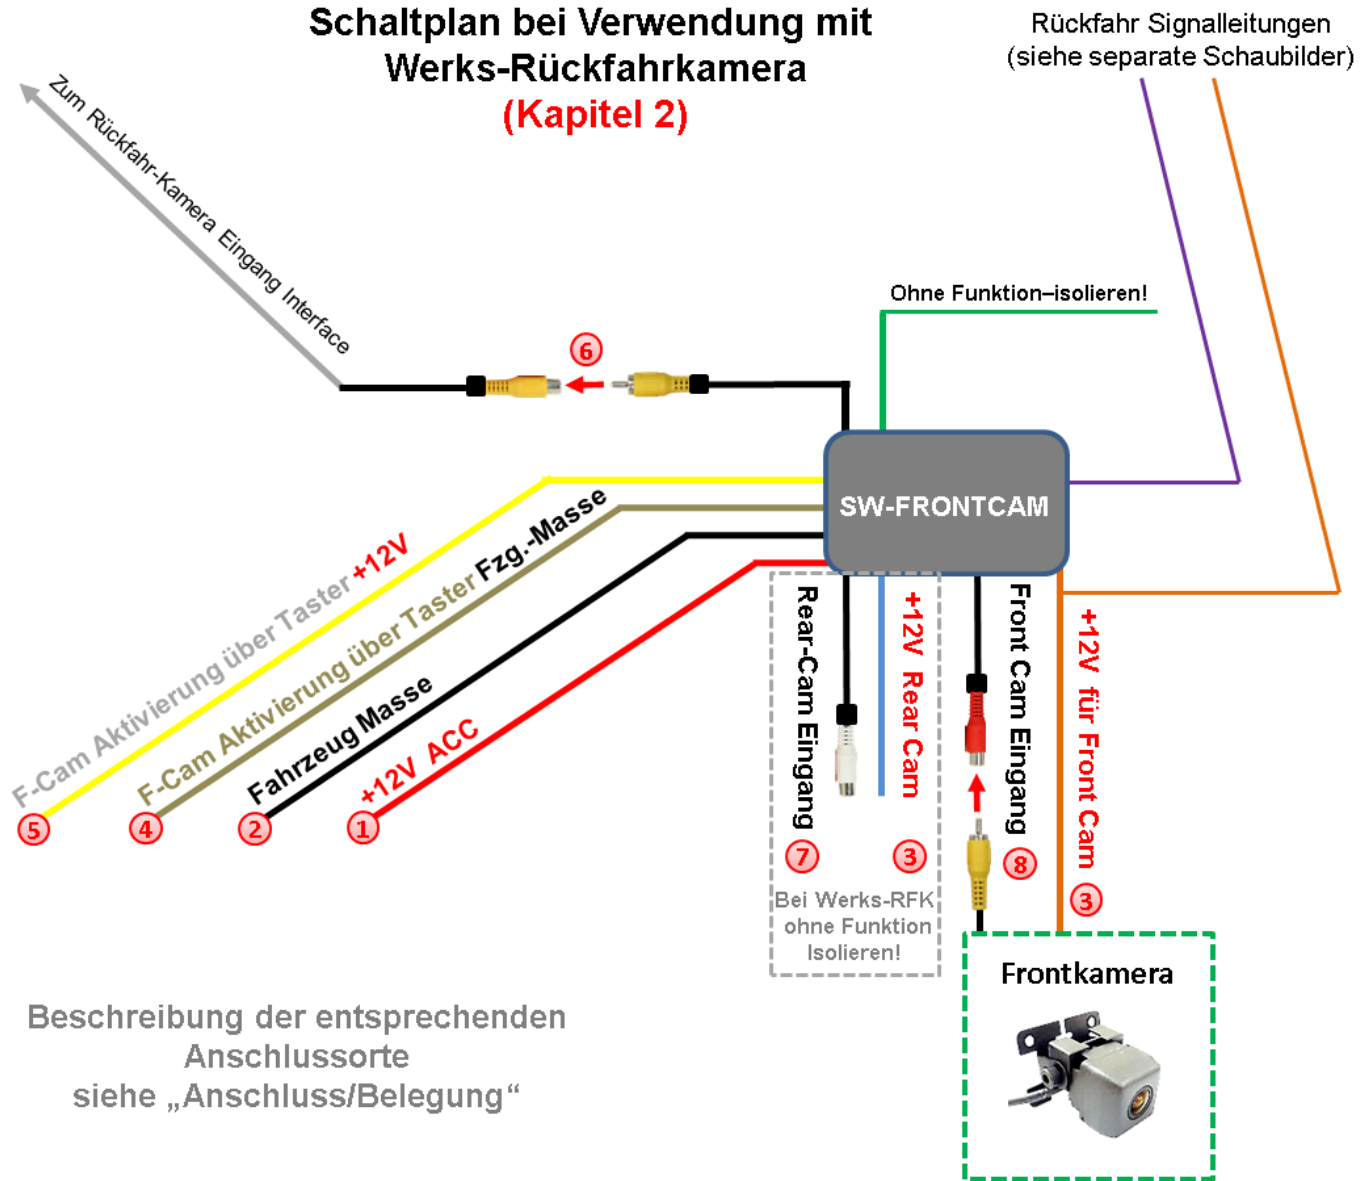 Schaltplan bei Verwendung mit
Werks-Rückfahrkamera
(Kapitel 2)
Rückfahr Signalleitungen
(siehe separate Schaubilder)
Zum Rückfahr-Kamera Eingang Interface
Ohne Funktion–isolieren!
6
SW-FRONTCAM
F-Cam Aktivierung über Taster +12V
5
F-Cam Aktivierung über Taster Fzg.-Masse
4
Fahrzeug Masse
2
+12V ACC
1
Rear-Cam Eingang
7
+12V Rear Cam
3
Bei Werks-RFK
ohne Funktion
Isolieren!
Front Cam Eingang
8
+12V für Front Cam
3
Frontkamera
Beschreibung der entsprechenden
Anschlussorte
siehe „Anschluss/Belegung“